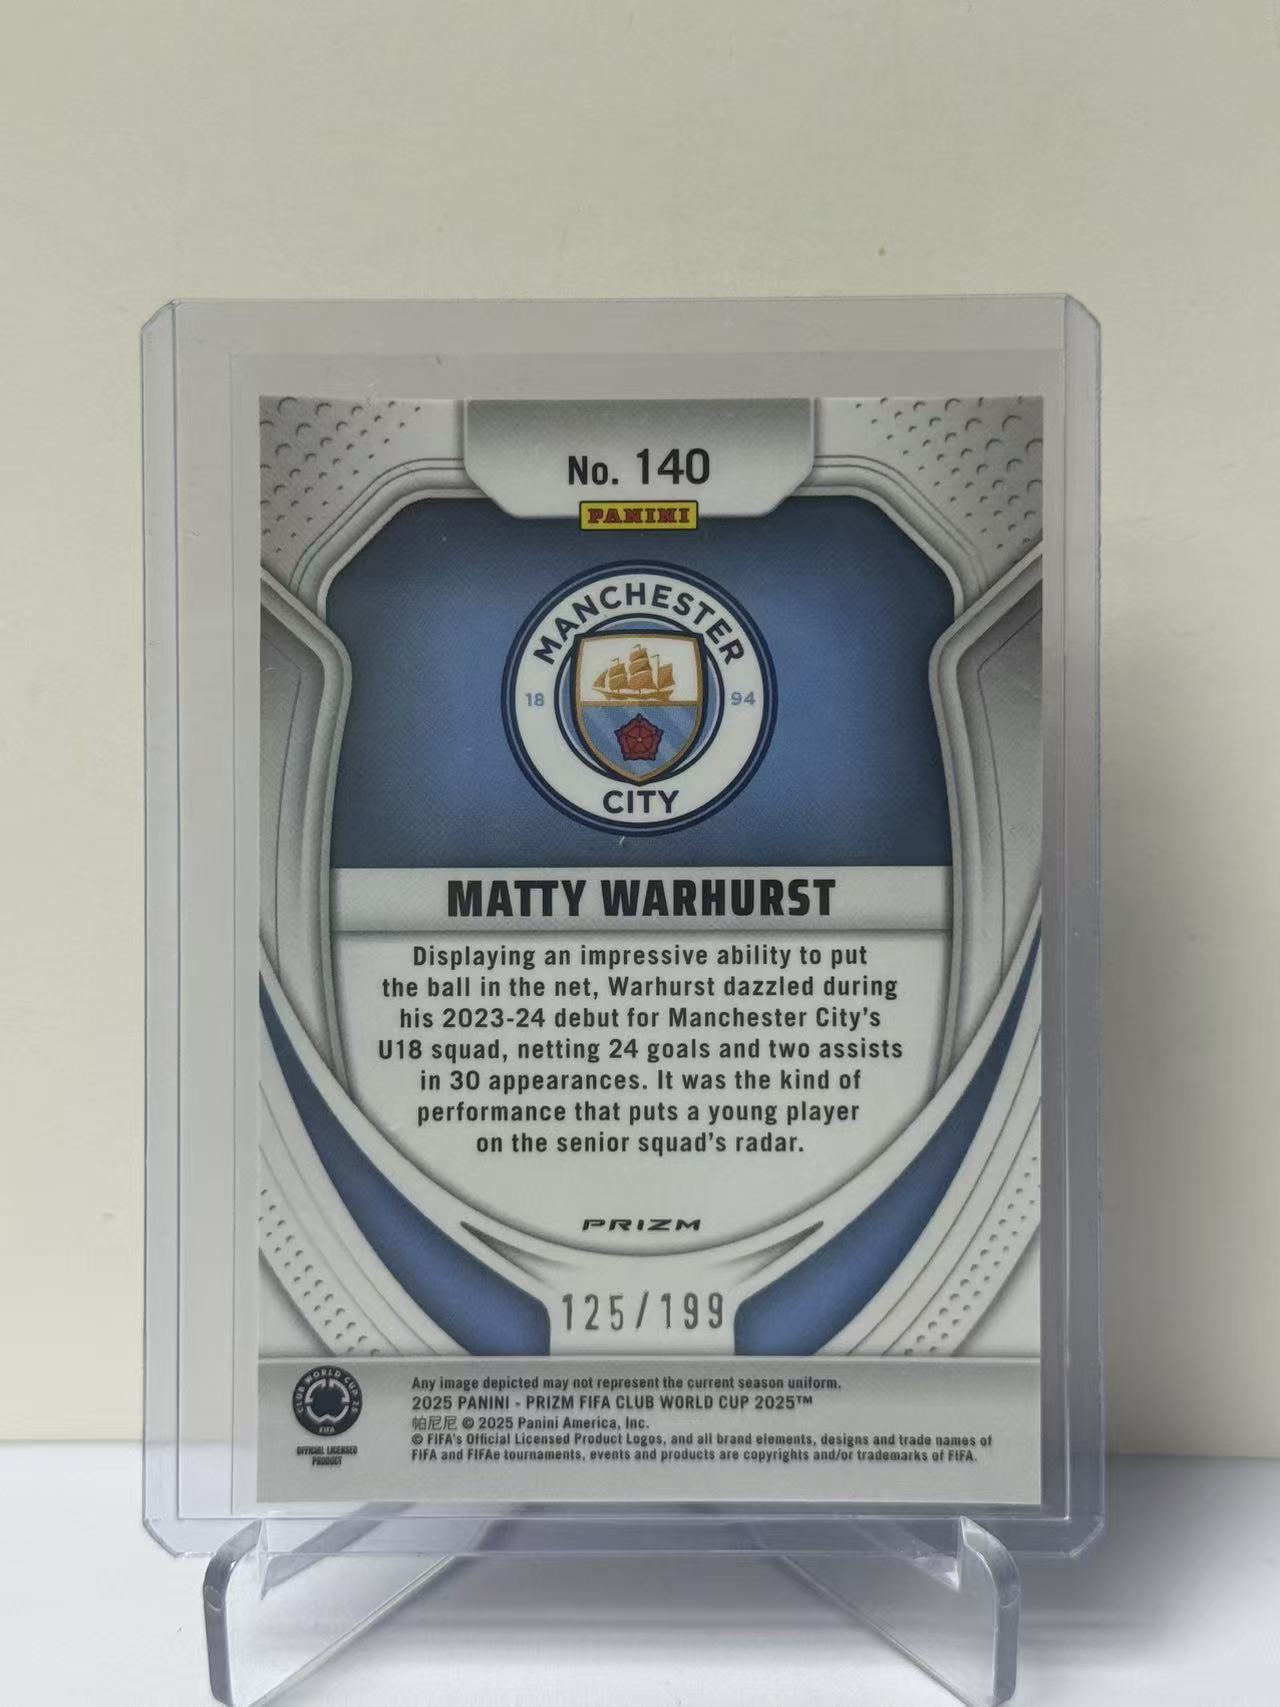 No. 140
PANINI
MANCHESTER
18 94
CITY
MATTY WARHURST
Displaying an impressive ability to put
the ball in the net, Warhurst dazzled during
his 2023-24 debut for Manchester City's
U18 squad, netting 24 goals and two assists
in 30 appearances. It was the kind of
performance that puts a young player
on the senior squad's radar.
PRIZM
125/199
CLUB WORLD CUP 25
FIFA
OFFICIAL LICENSED
PRODUCT
Any image depicted may not represent the current season uniform.
2025 PANINI - PRIZM FIFA CLUB WORLD CUP 2025™
帕尼尼 © 2025 Panini America, Inc.
© FIFA's Official Licensed Product Logos, and all brand elements, designs and trade names of
FIFA and FIFAe tournaments, events and products are copyrights and/or trademarks of FIFA.